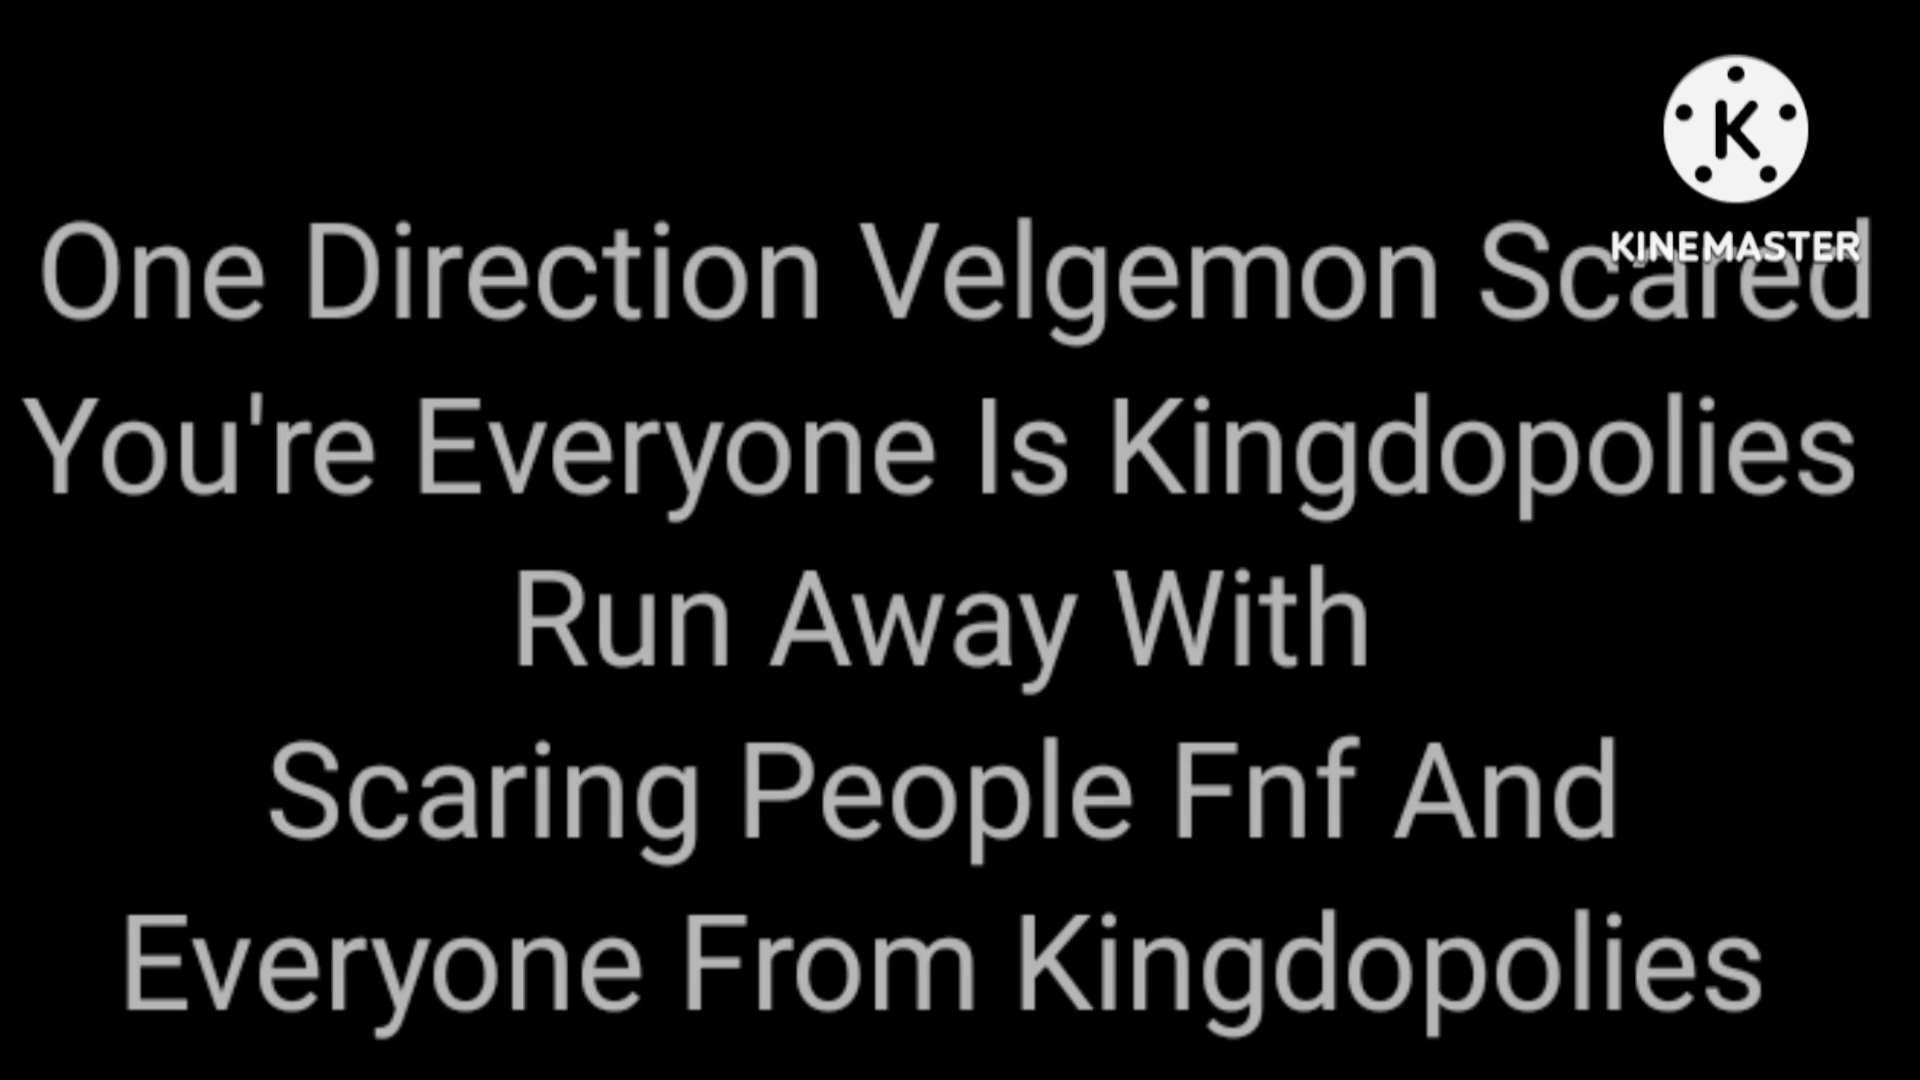 K
KINEMASTER
One Direction Velgemon Scared
You're Everyone Is Kingdopolies
Run Away With
Scaring People Fnf And
Everyone From Kingdopolies